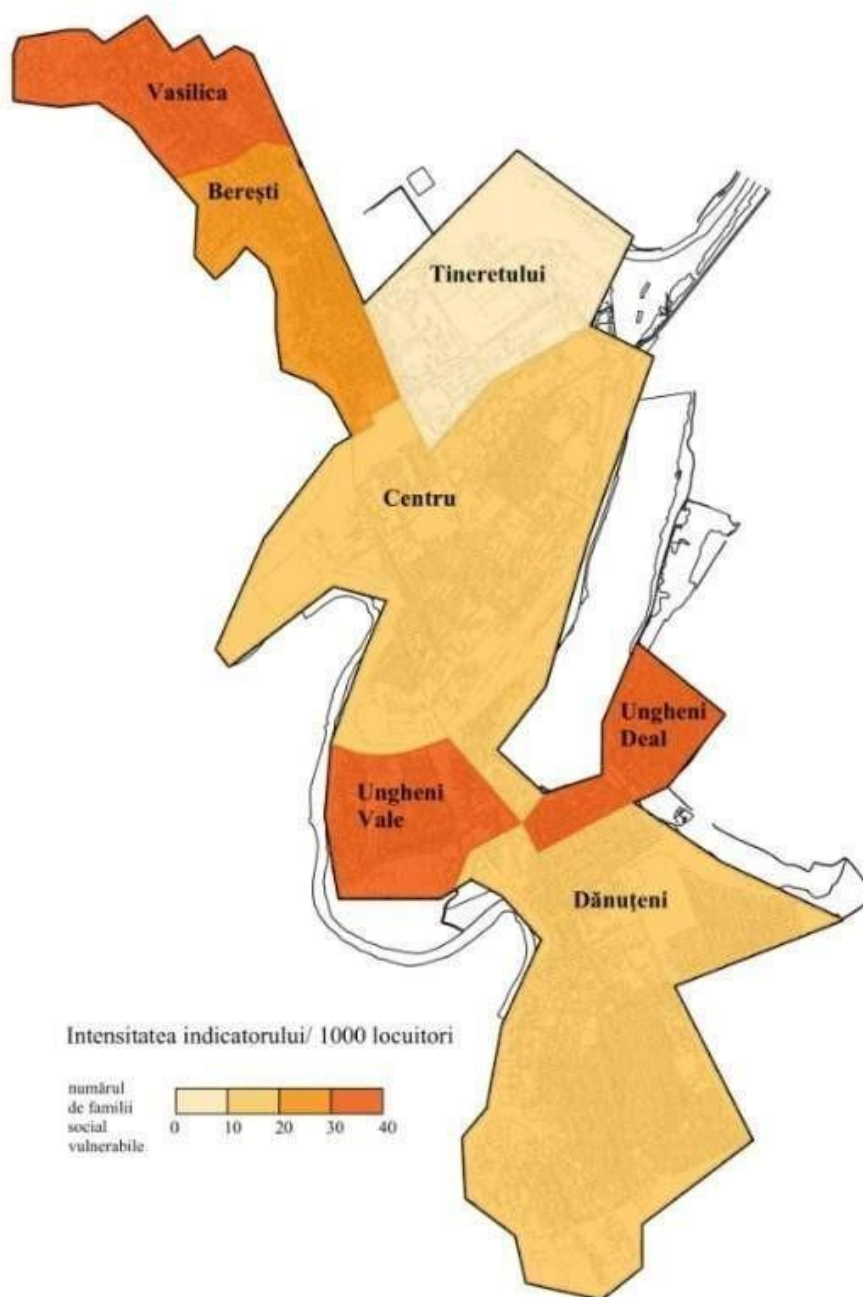 Vasilica
Berești
Tineretului
Centru
Ungheni
Deal
Ungheni
Vale
Dănuțeni
Intensitatea indicatorului/ 1000 locuitori
numărul
de familii
social
vulnerabile
0 10 20 30 40